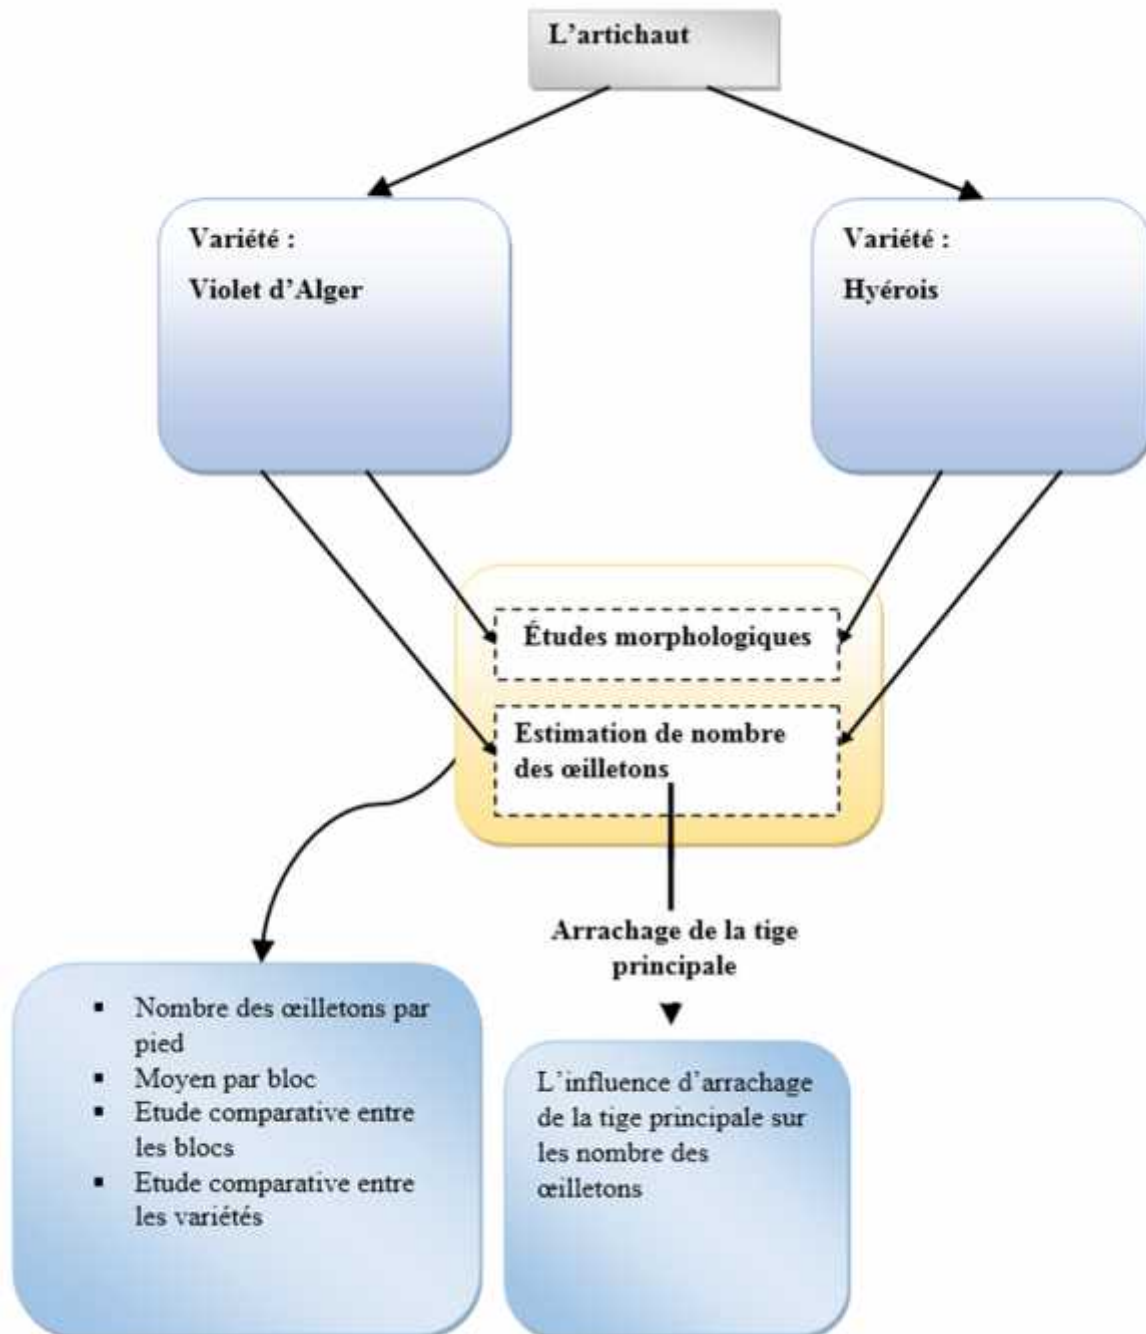 L'artichaut
Variété :
Violet d'Alger
Variété :
Hyérois
Études morphologiques
Estimation de nombre
des œilletons
Arrachage de la tige
principale
▪ Nombre des œilletons par
pied
▪ Moyen par bloc
▪ Etude comparative entre
les blocs
▪ Etude comparative entre
les variétés
L'influence d'arrachage
de la tige principale sur
les nombre des
œilletons